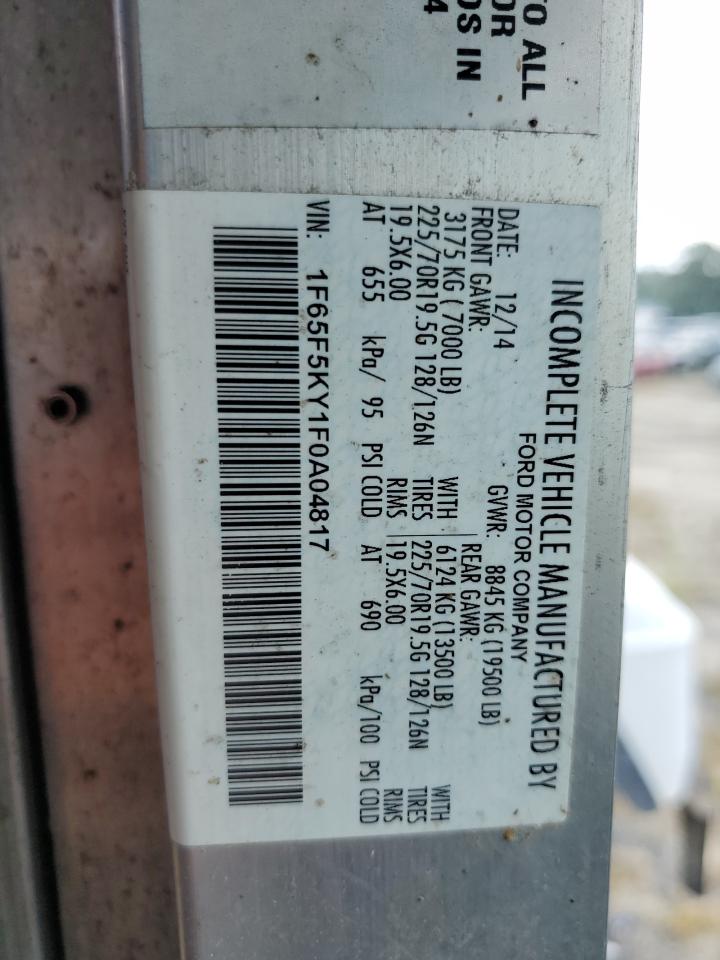 TO ALL
OR
DS IN
4
INCOMPLETE VEHICLE MANUFACTURED BY
FORD MOTOR COMPANY
DATE: 12/14 GVWR: 8845 KG (19500 LB)
FRONT GAWR: REAR GAWR:
3175 KG ( 7000 LB) WITH 6124 KG (13500 LB) WITH
225/70R19.5G 128/126N TIRES 225/70R19.5G 128/126N TIRES
19.5X6.00 RIMS 19.5X6.00 RIMS
AT 655 kPa/ 95 PSI COLD AT 690 kPa/100 PSI COLD
VIN: 1F65F5KY1F0A04817